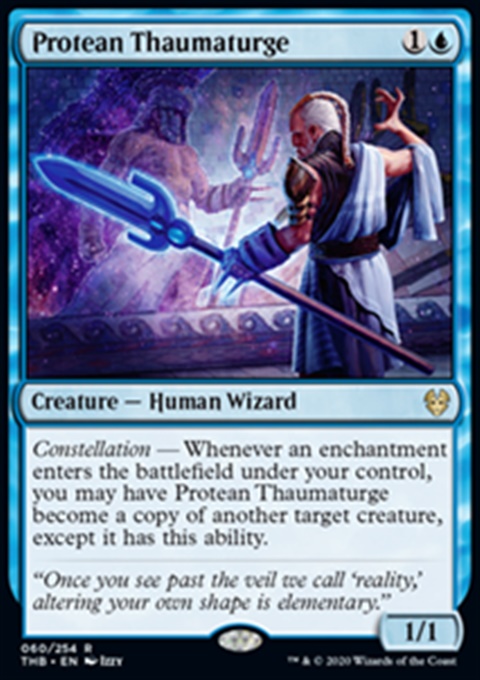 Protean Thaumaturge 1
Creature — Human Wizard
Constellation — Whenever an enchantment
enters the battlefield under your control,
you may have Protean Thaumaturge
become a copy of another target creature,
except it has this ability.
“Once you see past the veil we call ‘reality,’
altering your own shape is elementary.”
1/1
060/254 R
THB • EN Izzy
™ & © 2020 Wizards of the Coast